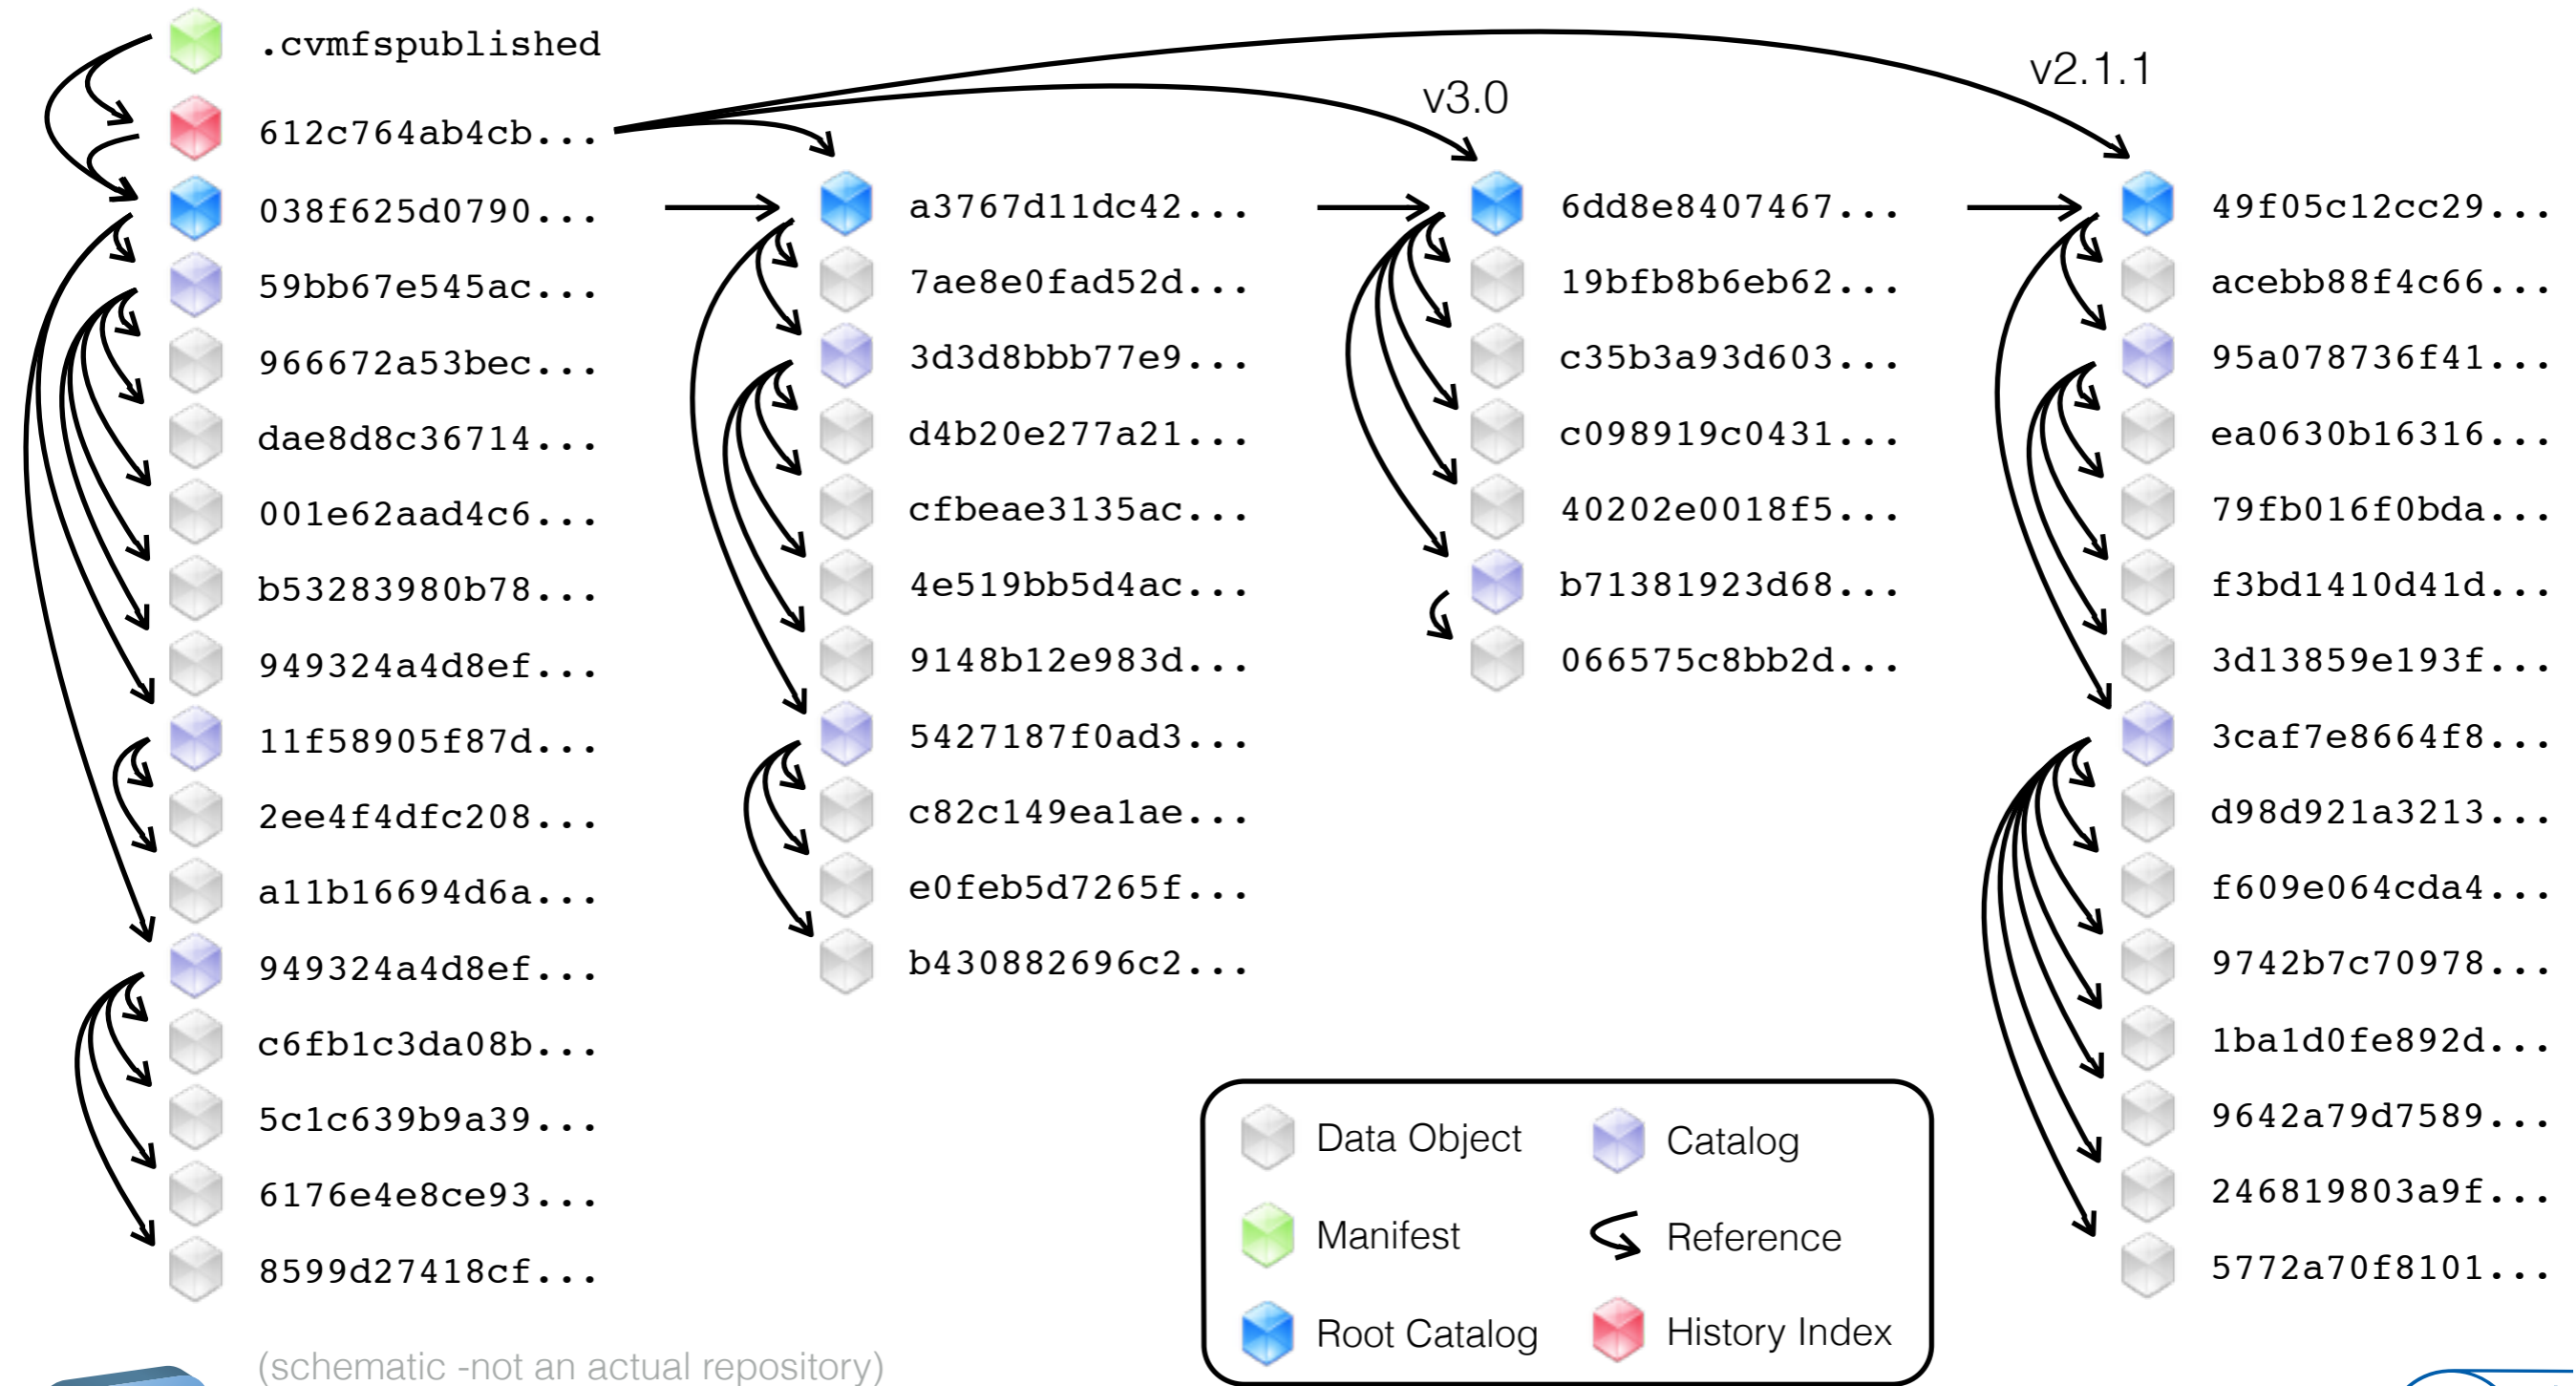 .cvmfspublished
612c764ab4cb...
038f625d0790...
59bb67e545ac...
966672a53bec...
dae8d8c36714...
001e62aad4c6...
b53283980b78...
949324a4d8ef...
11f58905f87d...
2ee4f4dfc208...
a11b16694d6a...
949324a4d8ef...
c6fb1c3da08b...
5c1c639b9a39...
6176e4e8ce93...
8599d27418cf...
(schematic -not an actual repository)
a3767d11dc42...
7ae8e0fad52d...
3d3d8bbb77e9...
d4b20e277a21...
cfbeae3135ac...
4e519bb5d4ac...
9148b12e983d...
5427187f0ad3...
c82c149ea1ae...
e0feb5d7265f...
b430882696c2...
v3.0
6dd8e8407467...
19bfb8b6eb62...
c35b3a93d603...
c098919c0431...
40202e0018f5...
b71381923d68...
066575c8bb2d...
v2.1.1
49f05c12cc29...
acebb88f4c66...
95a078736f41...
ea0630b16316...
79fb016f0bda...
f3bd1410d41d...
3d13859e193f...
3caf7e8664f8...
d98d921a3213...
f609e064cda4...
9742b7c70978...
1ba1d0fe892d...
9642a79d7589...
246819803a9f...
5772a70f8101...
Data Object
Catalog
Manifest
Reference
Root Catalog
History Index